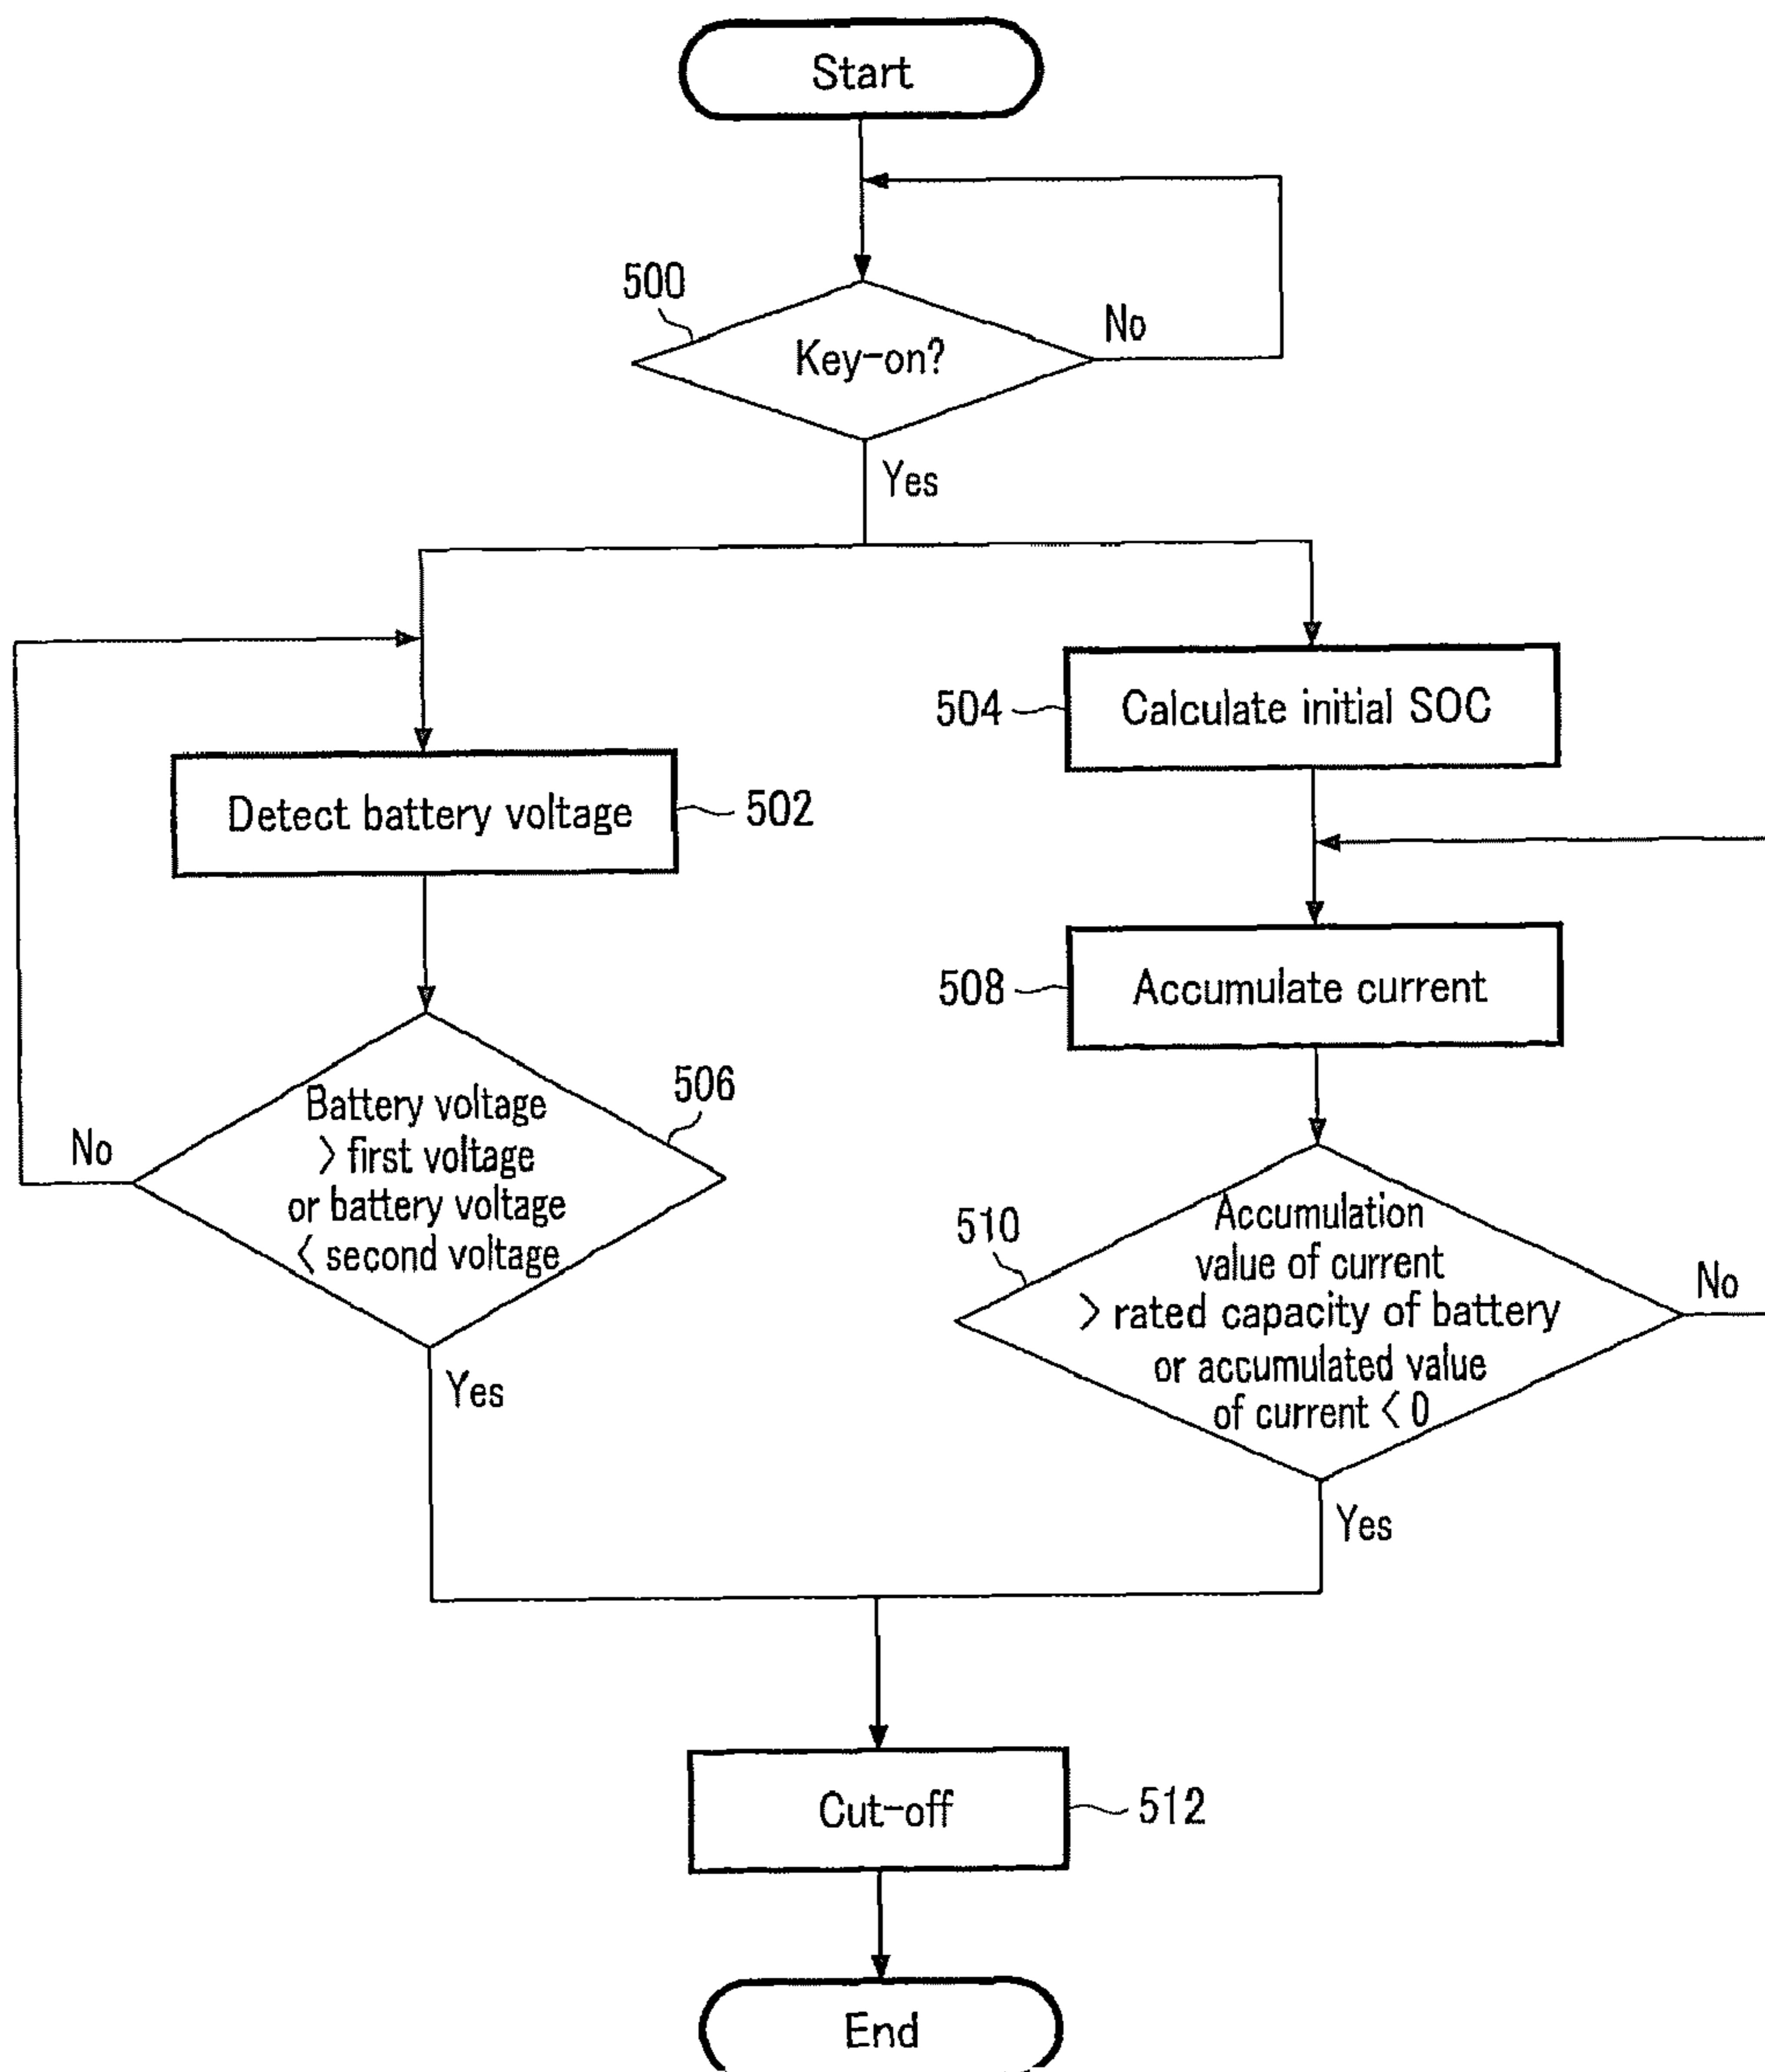 Start
500
Key-on?
No
Yes
504
Calculate initial SOC
Detect battery voltage
502
508
Accumulate current
506
Battery voltage
> first voltage
or battery voltage
< second voltage
No
Yes
510
Accumulation
value of current
> rated capacity of battery
or accumulated value
of current < 0
No
Yes
Cut-off
512
End